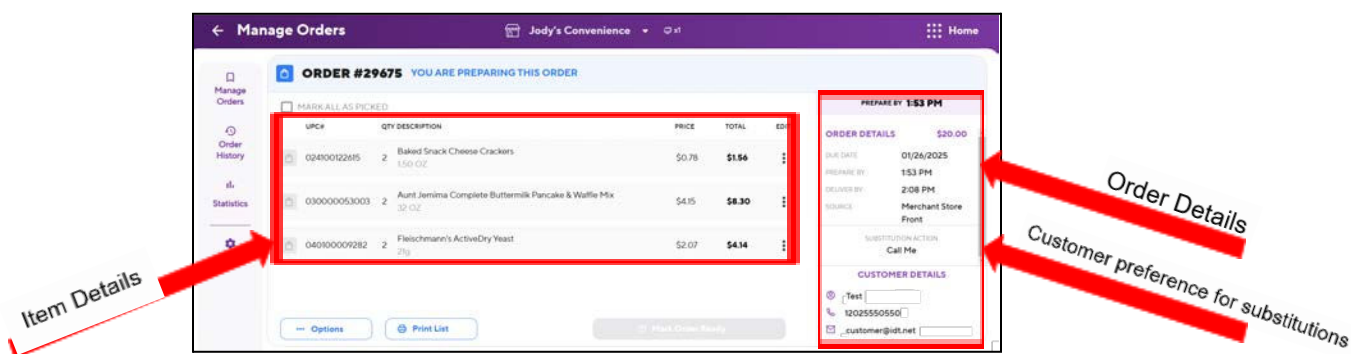 ← Manage Orders
Jody's Convenience
x1
Home
Manage Orders
Order History
Statistics
ORDER #29675 YOU ARE PREPARING THIS ORDER
MARK ALL AS PICKED
UPC# QTY DESCRIPTION PRICE TOTAL EDIT
024100122615 2 Baked Snack Cheese Crackers $0.78 $1.56
1.50 OZ
030000053003 2 Aunt Jemima Complete Buttermilk Pancake & Waffle Mix $4.15 $8.30
32 OZ
040100009282 2 Fleischmann's ActiveDry Yeast $2.07 $4.14
21g
Options
Print List
Mark Order Ready
PREPARE BY 1:53 PM
ORDER DETAILS $20.00
DUE DATE 01/26/2025
PREPARE BY 1:53 PM
DELIVER BY 2:08 PM
SOURCE Merchant Store Front
SUBSTITUTION ACTION
Call Me
CUSTOMER DETAILS
Test
12025550550
_customer@idt.net
Item Details
Order Details
Customer preference for substitutions